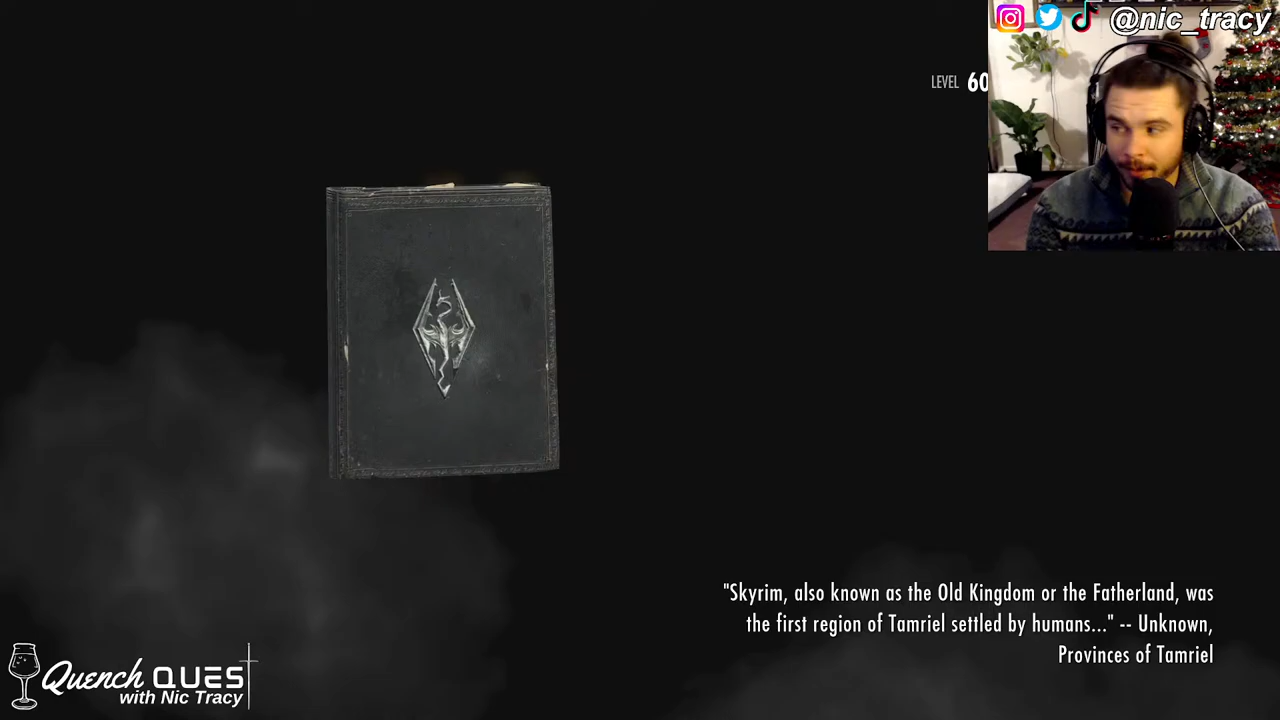 @nic_tracy
LEVEL 60
"Skyrim, also known as the Old Kingdom or the Fatherland, was
the first region of Tamriel settled by humans..." -- Unknown,
Provinces of Tamriel
Quench QUEST
with Nic Tracy